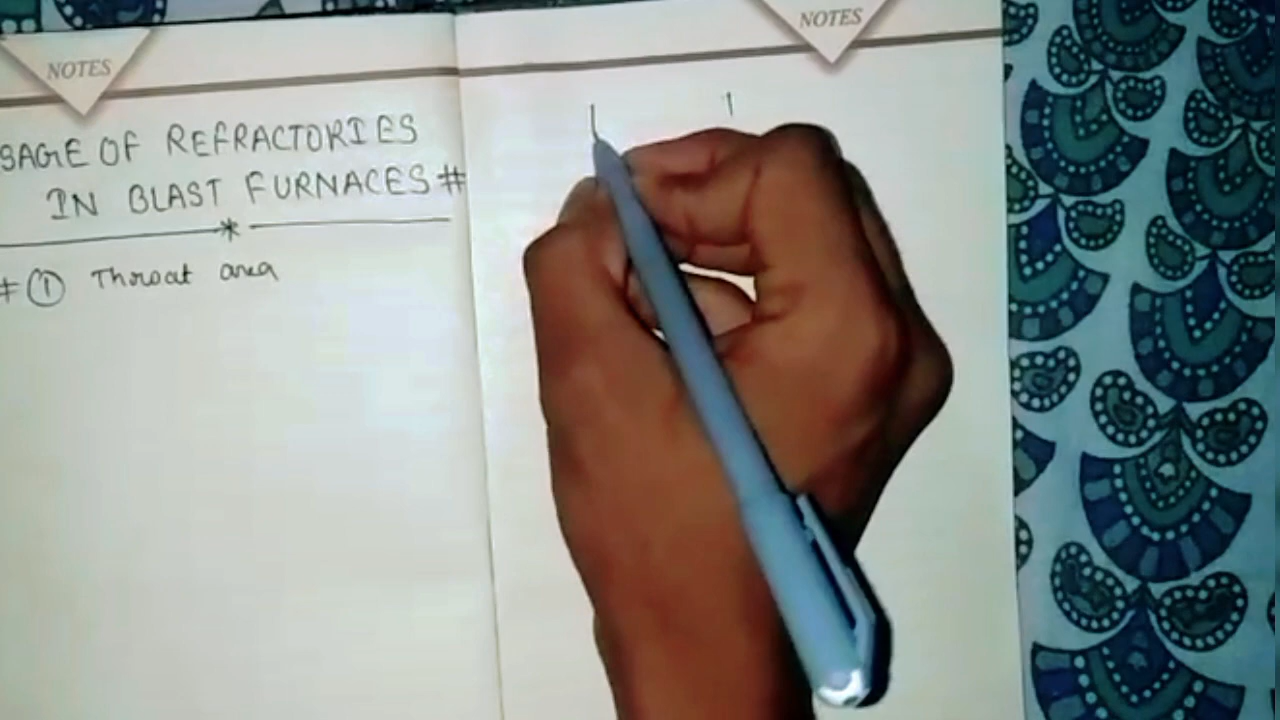 NOTES
SAGE OF REFRACTORIES
IN BLAST FURNACES#
# ① Throat area
NOTES